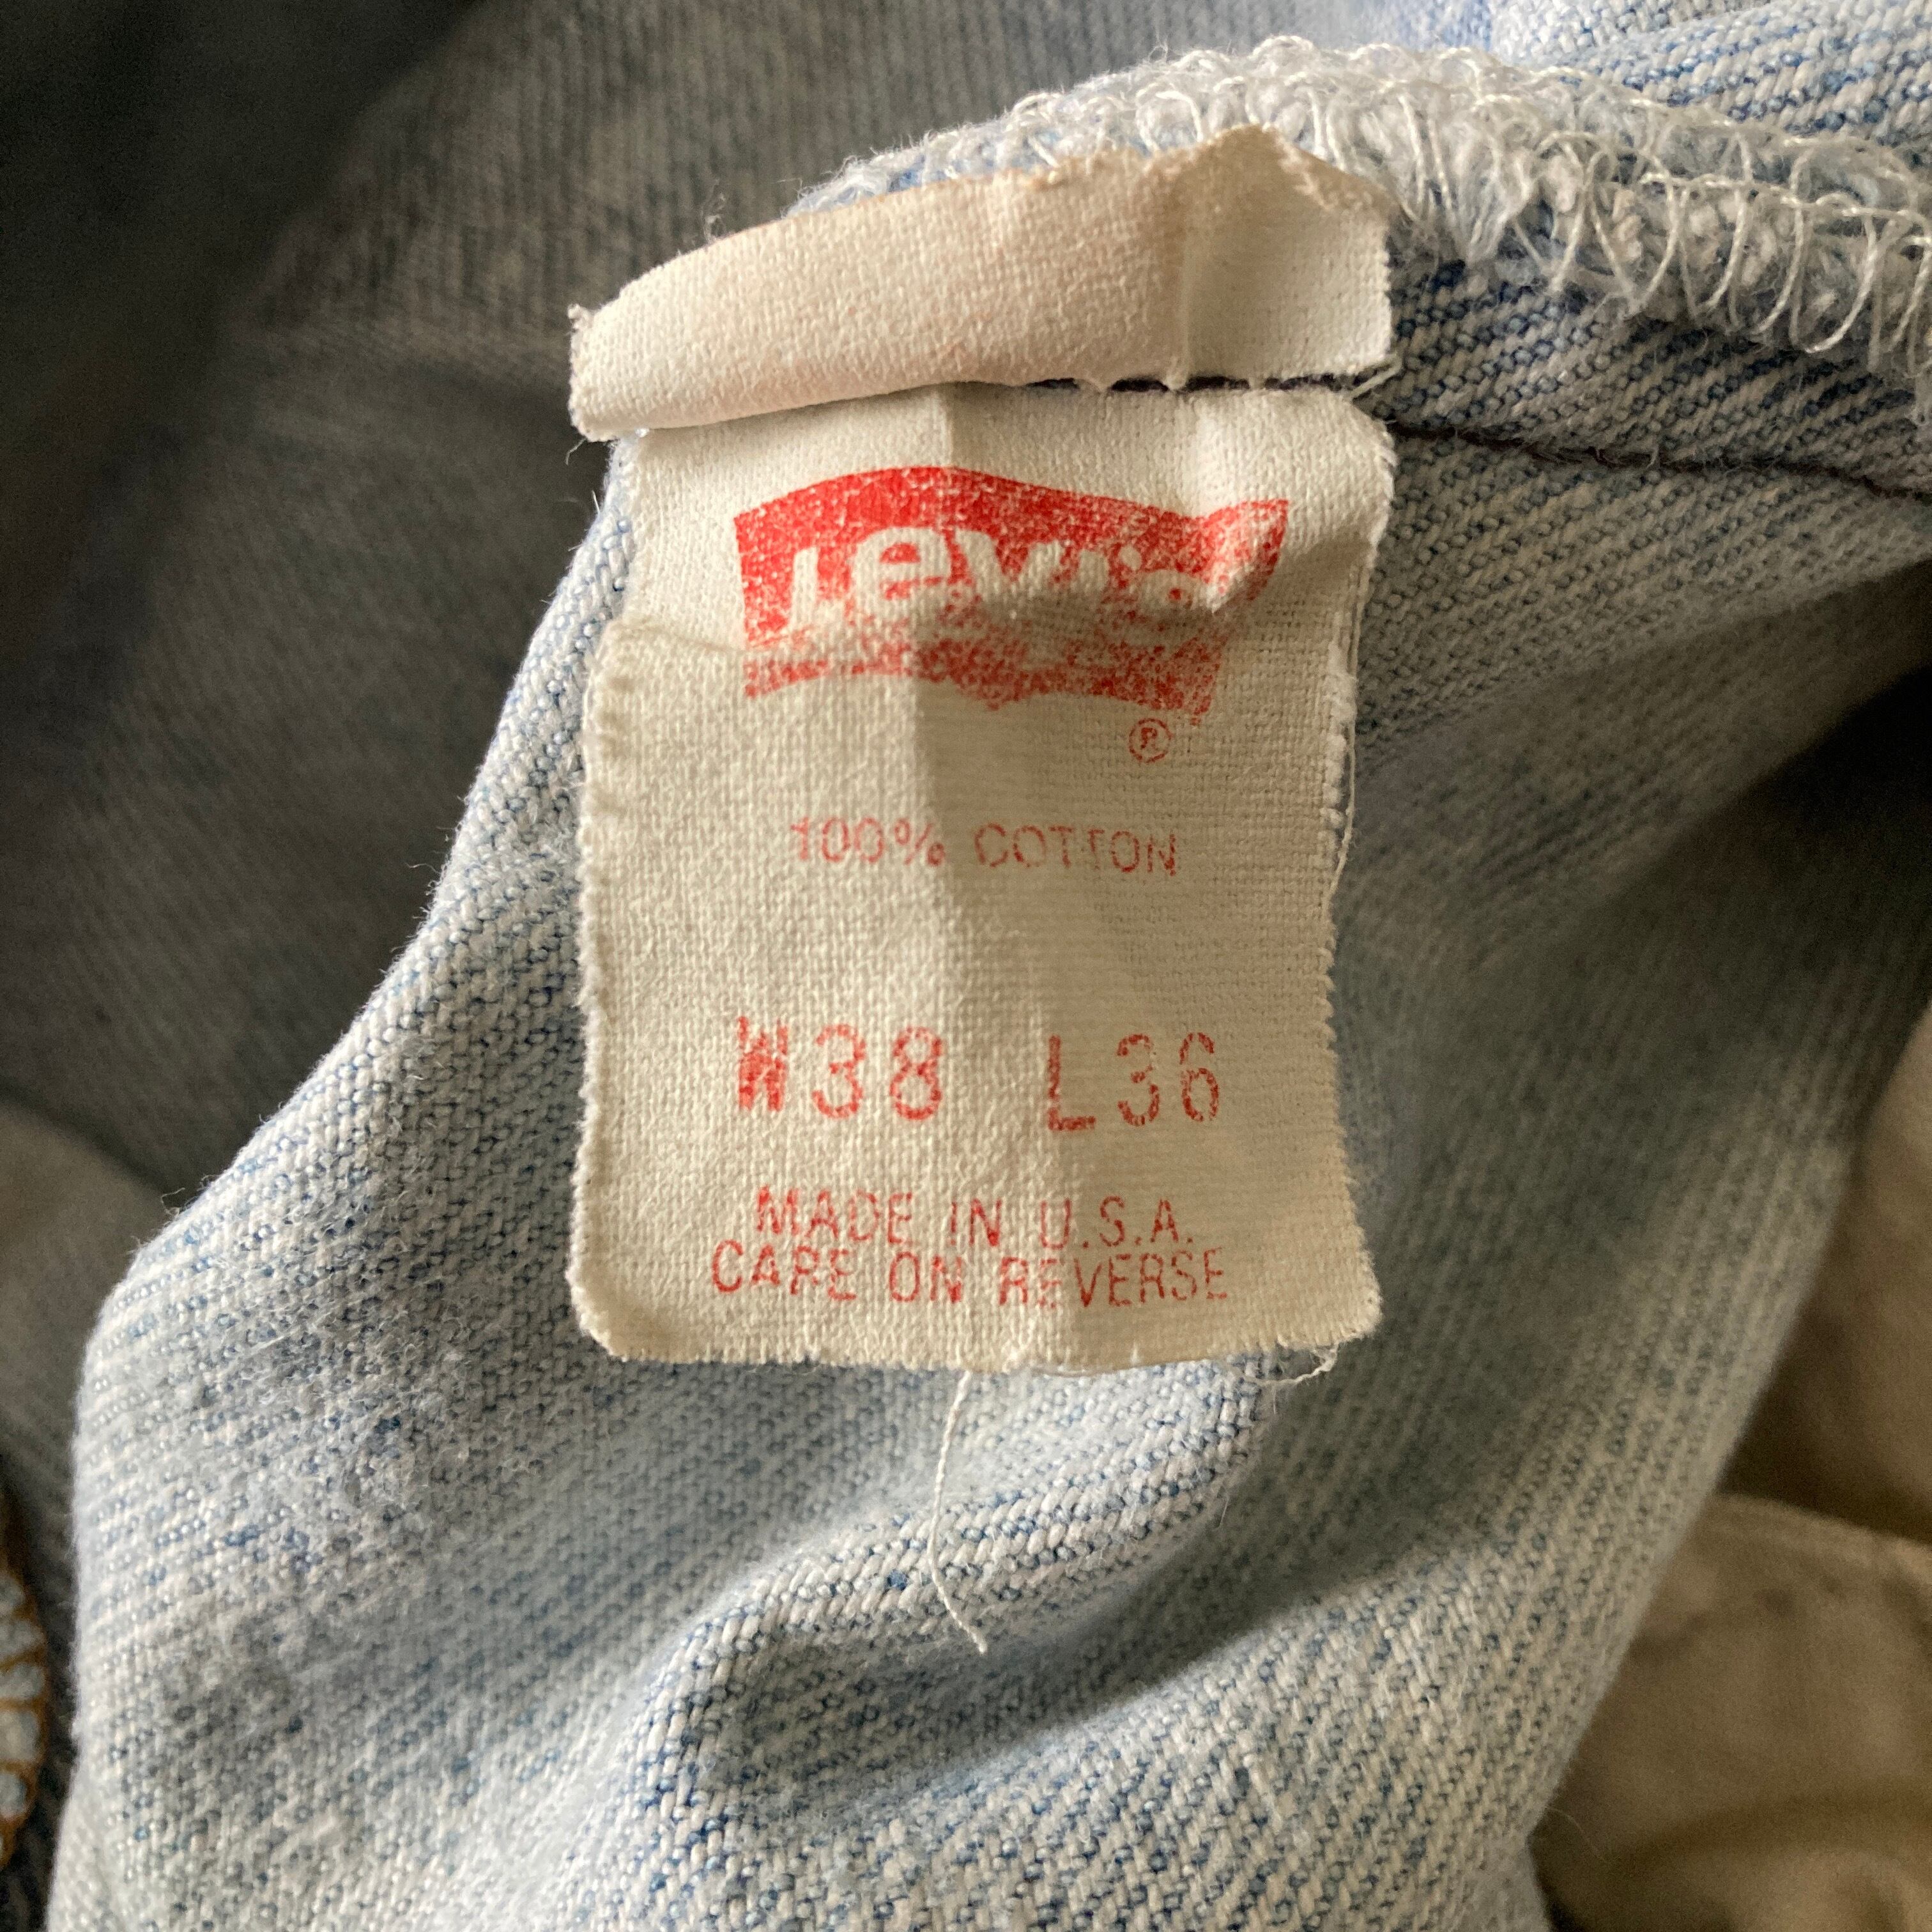 Levi's
®
100% COTTON
W38 L36
MADE IN U.S.A.
CARE ON REVERSE